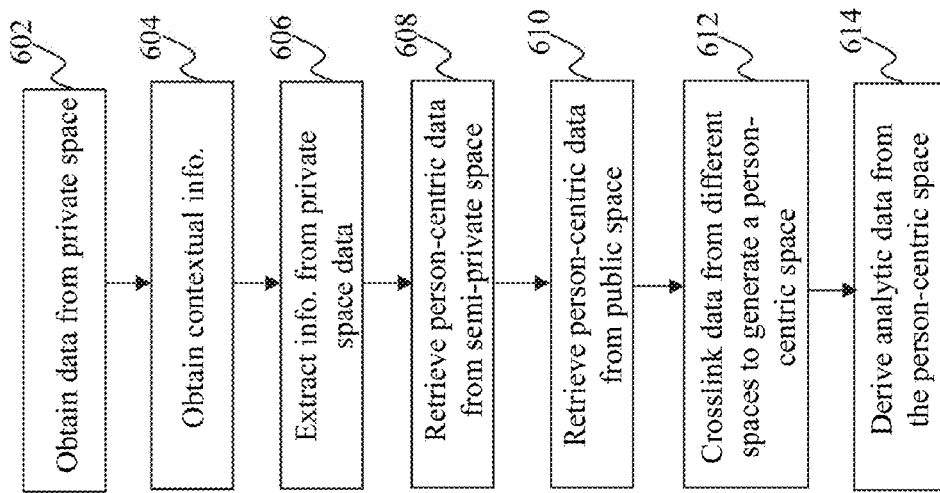 602
Obtain data from private space
604
Obtain contextual info.
606
Extract info. from private
space data
608
Retrieve person-centric data
from semi-private space
610
Retrieve person-centric data
from public space
612
Crosslink data from different
spaces to generate a person-
centric space
614
Derive analytic data from
the person-centric space